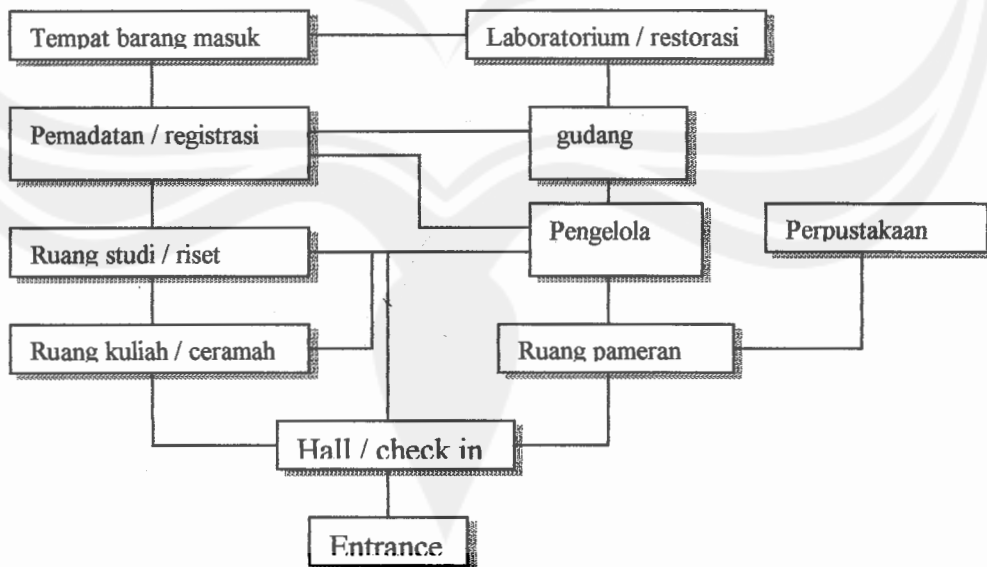 Tempat barang masuk
Laboratorium / restorasi
Pemadatan / registrasi
gudang
Ruang studi / riset
Pengelola
Perpustakaan
Ruang kuliah / ceramah
Ruang pameran
Hall / check in
Entrance